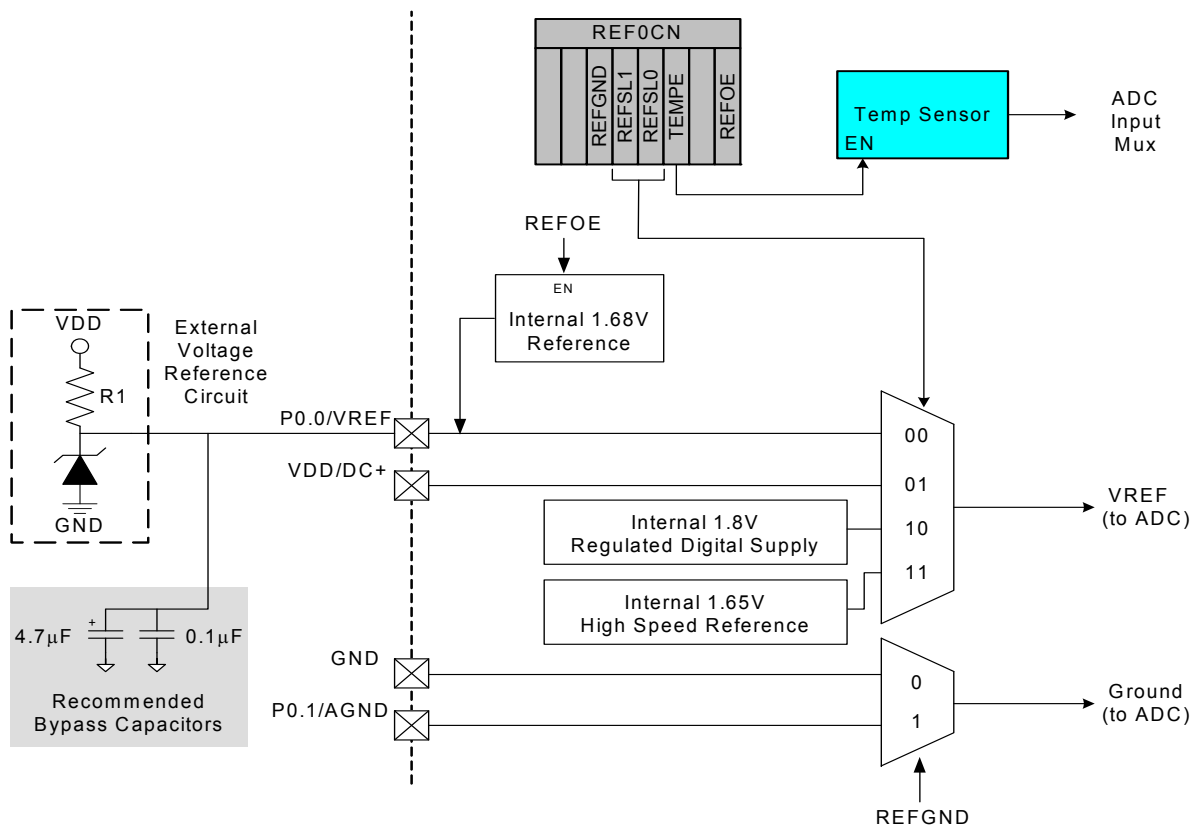 REF0CN
REFGND
REFSL1
REFSL0
TEMPE
REFOE
Temp Sensor
EN
ADC
Input
Mux
REFOE
EN
Internal 1.68V
Reference
VDD
R1
GND
External
Voltage
Reference
Circuit
P0.0/VREF
VDD/DC+
00
01
10
11
Internal 1.8V
Regulated Digital Supply
Internal 1.65V
High Speed Reference
VREF
(to ADC)
4.7μF
+
0.1μF
Recommended
Bypass Capacitors
GND
P0.1/AGND
0
1
Ground
(to ADC)
REFGND